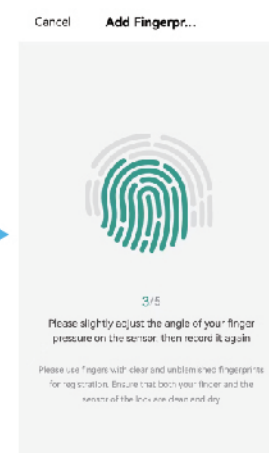 Cancel Add Fingerpr...
3/5
Please slightly adjust the angle of your finger
pressure on the sensor, then record it again
Please use fingers with clear and unblemished fingerprints
for registration. Ensure that both your finger and the
sensor of the lock are clean and dry